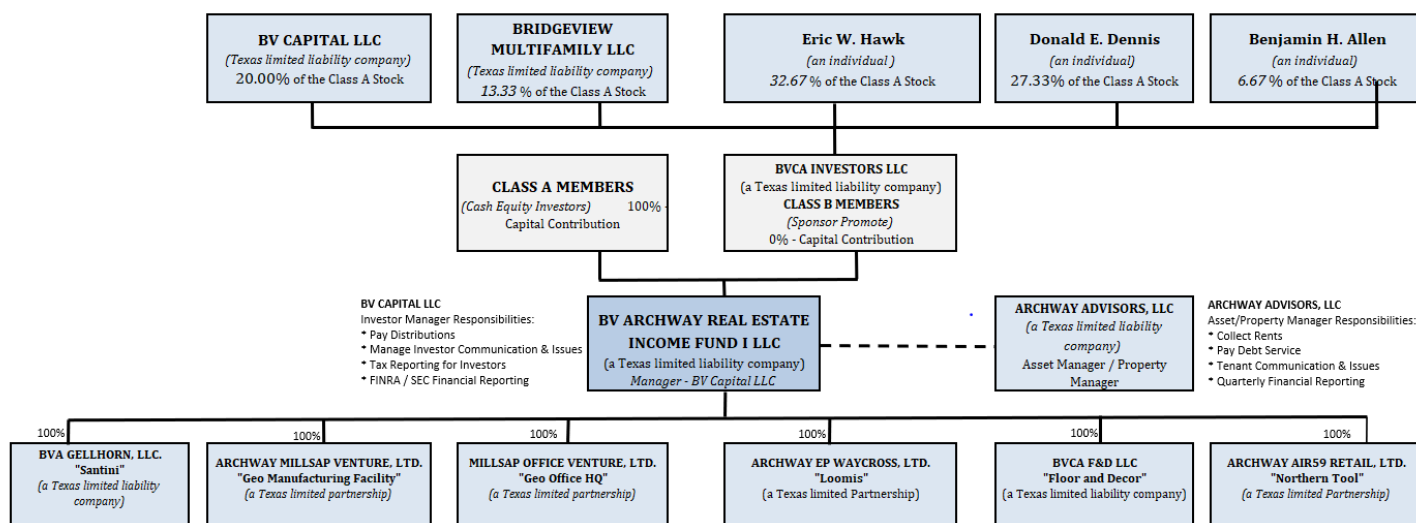 BV CAPITAL LLC
(Texas limited liability company)
20.00% of the Class A Stock
BRIDGEVIEW
MULTIFAMILY LLC
(Texas limited liability company)
13.33 % of the Class A Stock
Eric W. Hawk
(an individual )
32.67 % of the Class A Stock
Donald E. Dennis
(an individual)
27.33% of the Class A Stock
Benjamin H. Allen
(an individual)
6.67 % of the Class A Stock
CLASS A MEMBERS
(Cash Equity Investors) 100% -
Capital Contribution
BVCA INVESTORS LLC
(a Texas limited liability company)
CLASS B MEMBERS
(Sponsor Promote)
0% - Capital Contribution
BV CAPITAL LLC
Investor Manager Responsibilities:
* Pay Distributions
* Manage Investor Communication & Issues
* Tax Reporting for Investors
* FINRA / SEC Financial Reporting
BV ARCHWAY REAL ESTATE
INCOME FUND I LLC
(a Texas limited liability company)
Manager - BV Capital LLC
ARCHWAY ADVISORS, LLC
(a Texas limited liability
company)
Asset Manager / Property
Manager
ARCHWAY ADVISORS, LLC
Asset/Property Manager Responsibilities:
* Collect Rents
* Pay Debt Service
* Tenant Communication & Issues
* Quarterly Financial Reporting
100%
BVA GELLHORN, LLC.
"Santini"
(a Texas limited liability
company)
100%
ARCHWAY MILLSAP VENTURE, LTD.
"Geo Manufacturing Facility"
(a Texas limited partnership)
100%
MILLSAP OFFICE VENTURE, LTD.
"Geo Office HQ"
(a Texas limited partnership)
100%
ARCHWAY EP WAYCROSS, LTD.
"Loomis"
(a Texas limited Partnership)
100%
BVCA F&D LLC
"Floor and Decor"
(a Texas limited liability company)
100%
ARCHWAY AIR59 RETAIL, LTD.
"Northern Tool"
(a Texas limited Partnership)